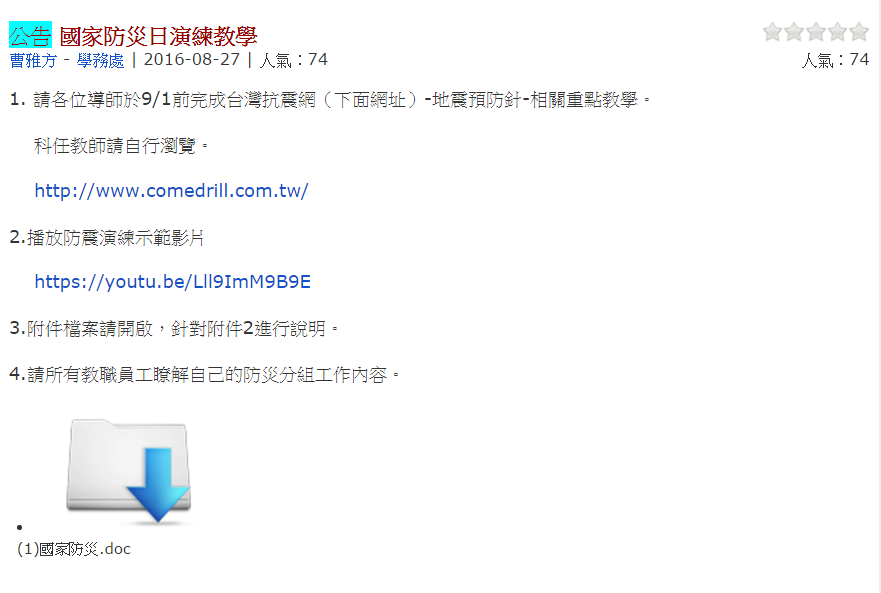 公告 國家防災日演練教學
曹雅方 - 學務處 | 2016-08-27 | 人氣：74
人氣：74
1. 請各位導師於9/1前完成台灣抗震網（下面網址）-地震預防針-相關重點教學。
科任教師請自行瀏覽。
http://www.comedrill.com.tw/
2.播放防震演練示範影片
https://youtu.be/Lll9ImM9B9E
3.附件檔案請開啟，針對附件2進行說明。
4.請所有教職員工瞭解自己的防災分組工作內容。
(1)國家防災.doc